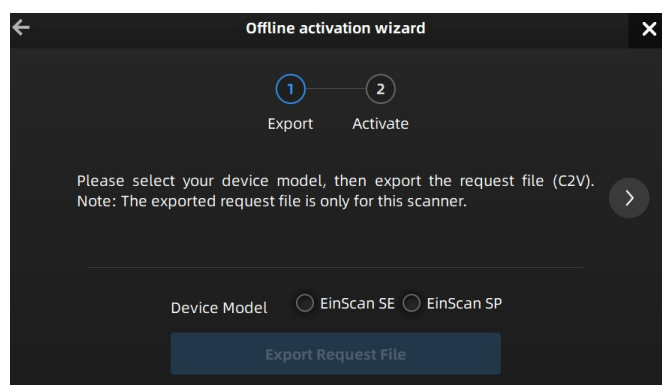 Offline activation wizard
1 2
Export Activate
Please select your device model, then export the request file (C2V).
Note: The exported request file is only for this scanner.
Device Model EinScan SE EinScan SP
Export Request File